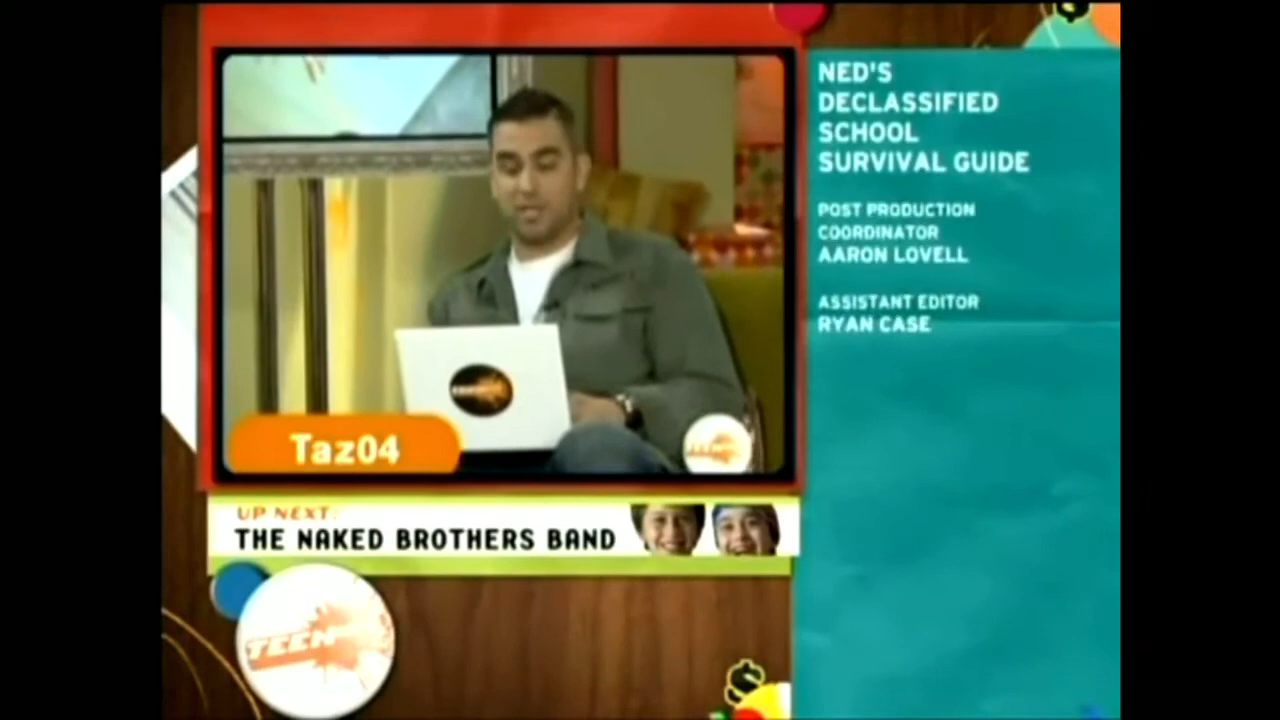 NED'S
DECLASSIFIED
SCHOOL
SURVIVAL GUIDE
POST PRODUCTION
COORDINATOR
AARON LOVELL
ASSISTANT EDITOR
RYAN CASE
Taz04
UP NEXT:
THE NAKED BROTHERS BAND
TEEN